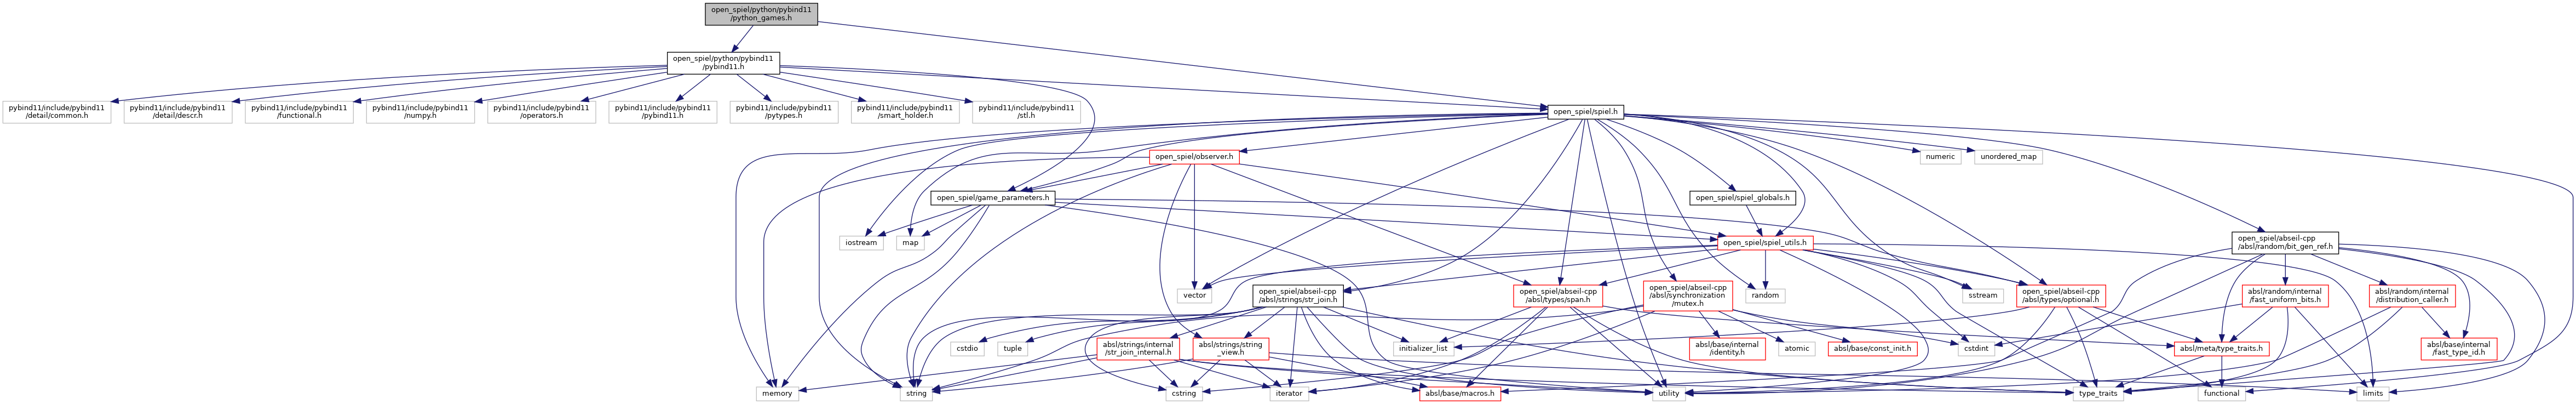 open_spiel/python/pybind11
/python_games.h
open_spiel/python/pybind11
/pybind11.h
pybind11/include/pybind11
/detail/common.h
pybind11/include/pybind11
/detail/descr.h
pybind11/include/pybind11
/functional.h
pybind11/include/pybind11
/numpy.h
pybind11/include/pybind11
/operators.h
pybind11/include/pybind11
/pybind11.h
pybind11/include/pybind11
/pytypes.h
pybind11/include/pybind11
/smart_holder.h
pybind11/include/pybind11
/stl.h
open_spiel/spiel.h
open_spiel/observer.h
numeric
unordered_map
open_spiel/game_parameters.h
open_spiel/spiel_globals.h
iostream
map
open_spiel/spiel_utils.h
open_spiel/abseil-cpp
/absl/random/bit_gen_ref.h
vector
open_spiel/abseil-cpp
/absl/strings/str_join.h
open_spiel/abseil-cpp
/absl/types/span.h
open_spiel/abseil-cpp
/absl/synchronization
/mutex.h
random
sstream
open_spiel/abseil-cpp
/absl/types/optional.h
absl/random/internal
/fast_uniform_bits.h
absl/random/internal
/distribution_caller.h
cstdio
tuple
absl/strings/internal
/str_join_internal.h
absl/strings/string
_view.h
initializer_list
absl/base/internal
/identity.h
atomic
absl/base/const_init.h
cstdint
absl/meta/type_traits.h
absl/base/internal
/fast_type_id.h
memory
string
cstring
iterator
absl/base/macros.h
utility
type_traits
functional
limits